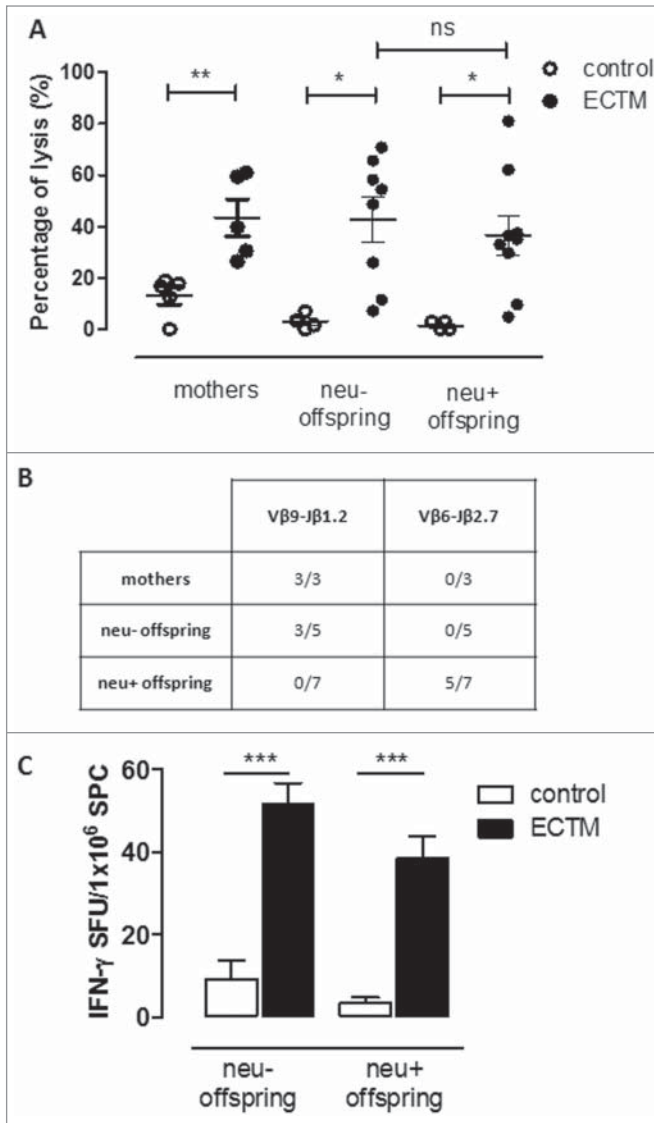 A
ns
** * *
control
ECTM
Percentage of lysis (%)
100
80
60
40
20
0
mothers
neu-
offspring
neu+
offspring
B
Vβ9-Jβ1.2 Vβ6-Jβ2.7
mothers 3/3 0/3
neu- offspring 3/5 0/5
neu+ offspring 0/7 5/7
C
*** ***
control
ECTM
IFN-γ SFU/1x10⁶ SPC
60
40
20
0
neu-
offspring
neu+
offspring